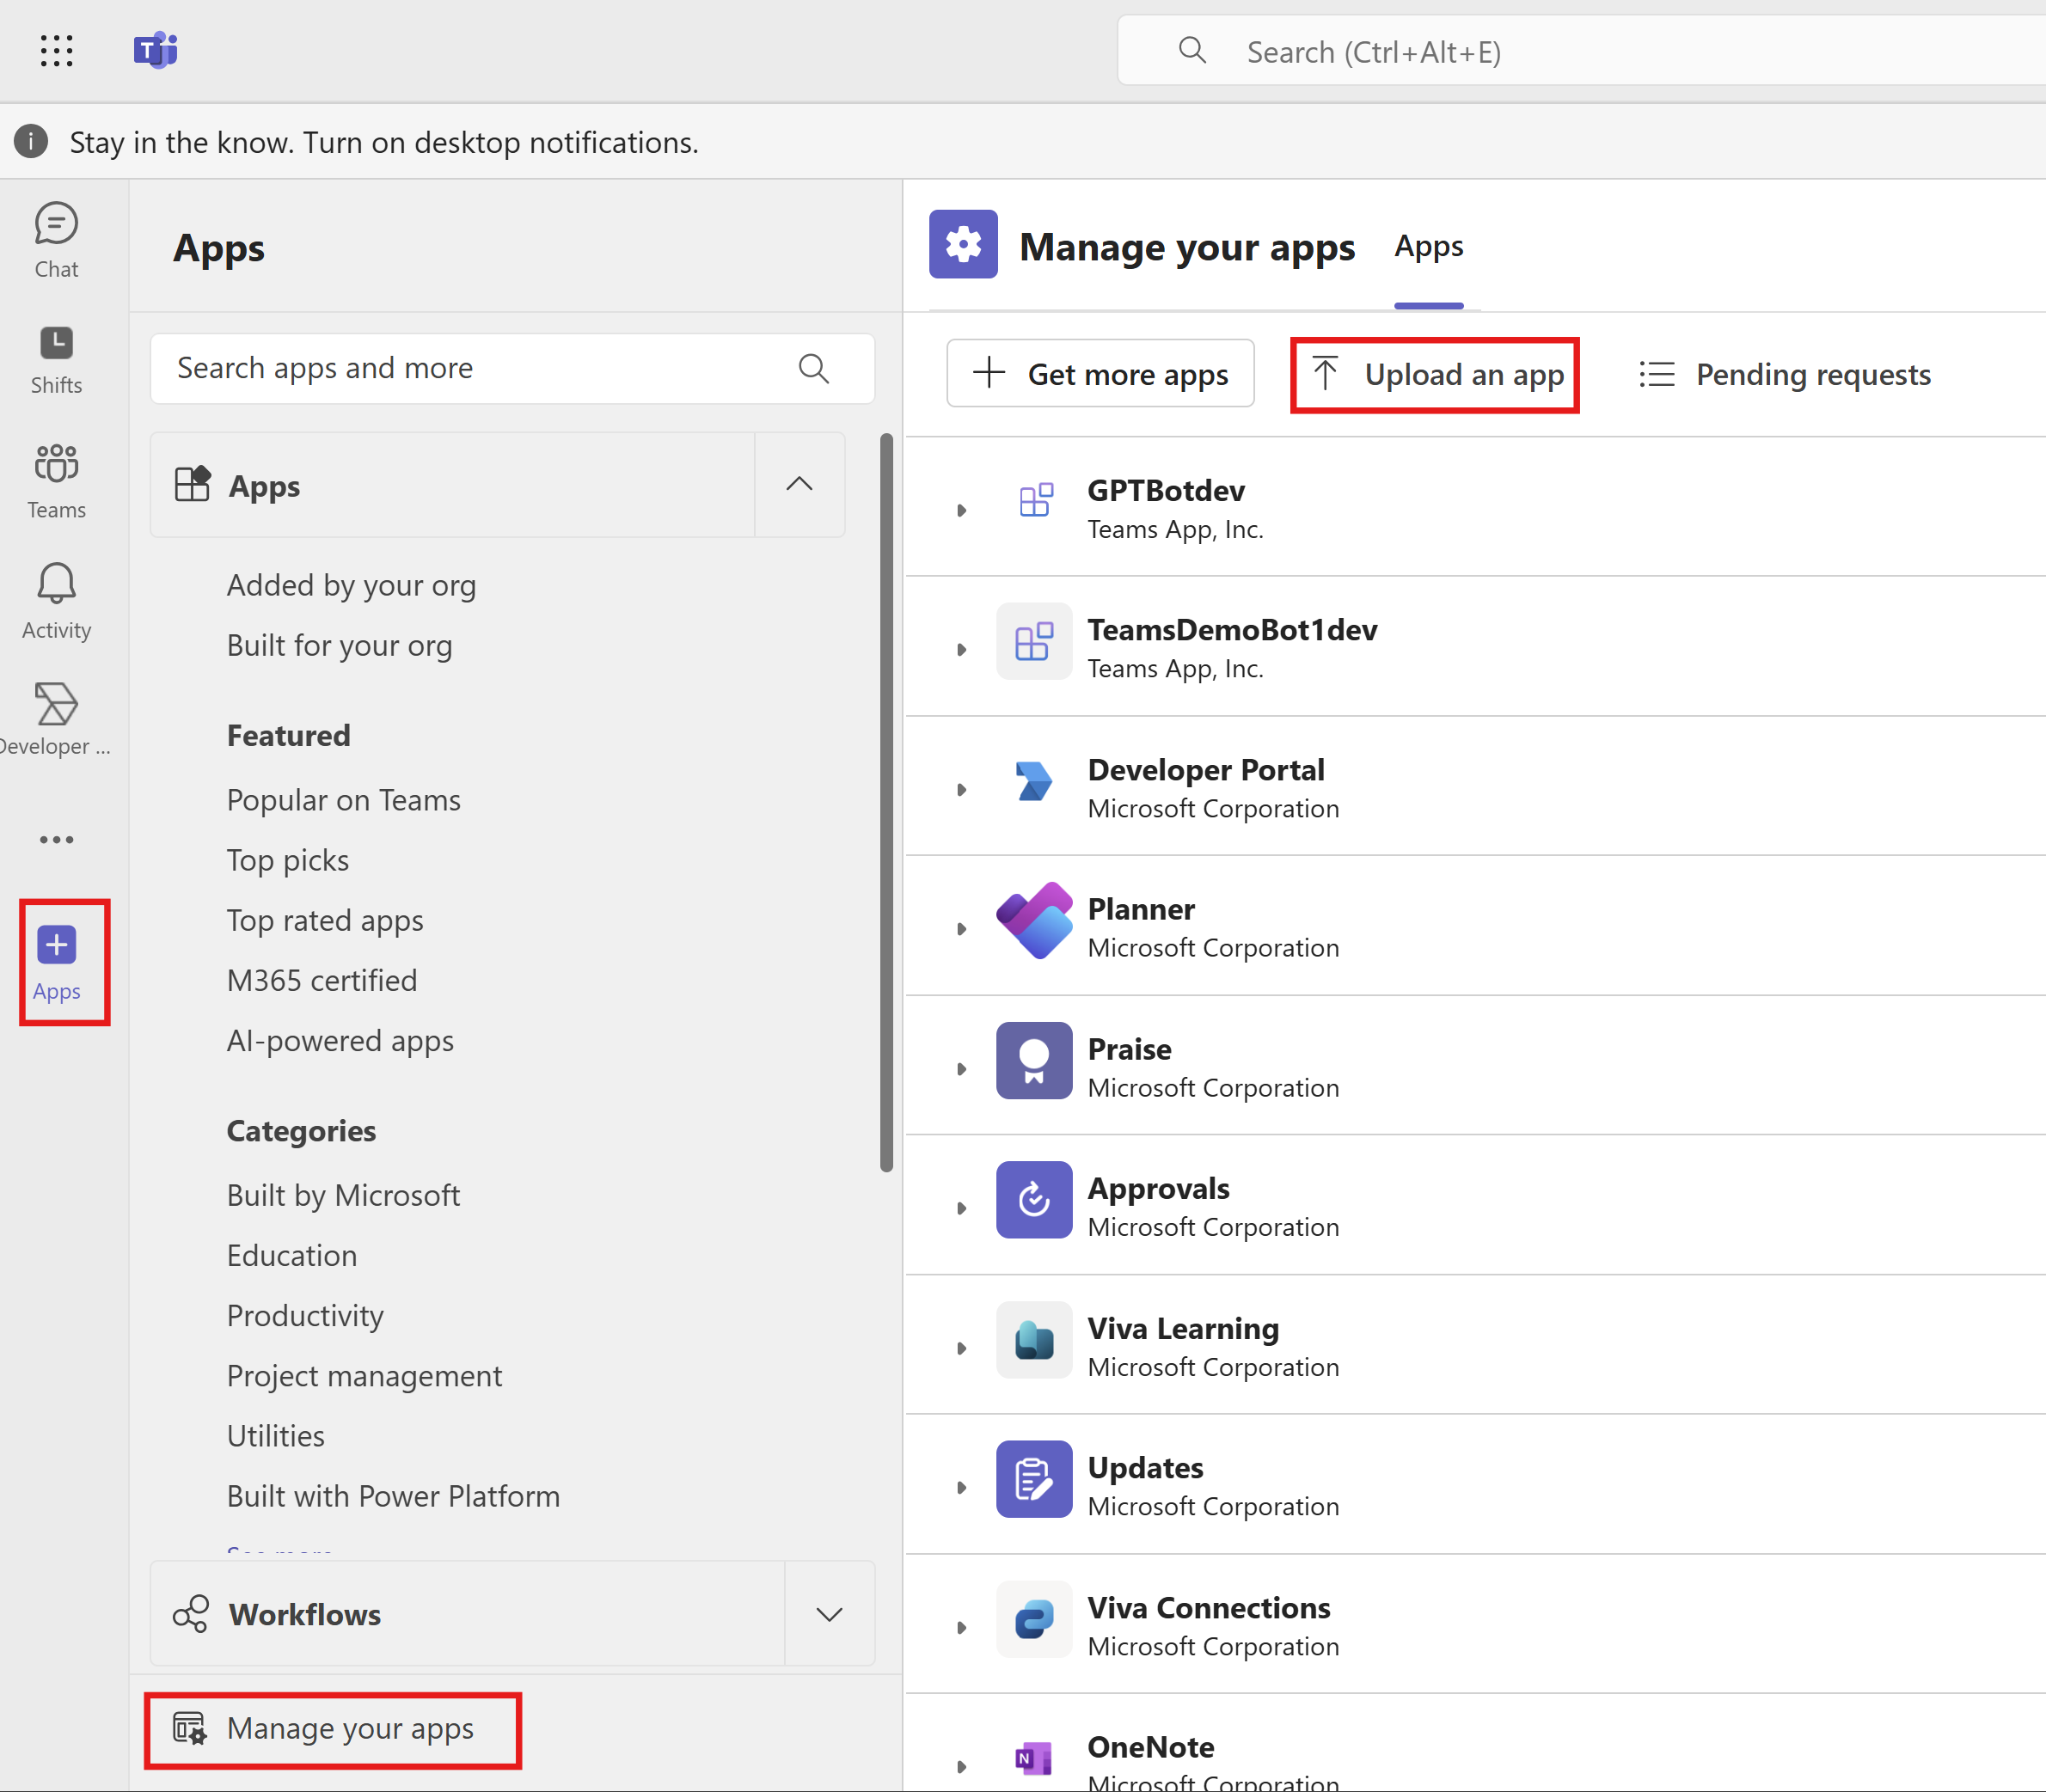 Search (Ctrl+Alt+E)
Stay in the know. Turn on desktop notifications.
Chat
Shifts
Teams
Activity
Developer ...
Apps
Apps
Search apps and more
Apps
Added by your org
Built for your org
Featured
Popular on Teams
Top picks
Top rated apps
M365 certified
AI-powered apps
Categories
Built by Microsoft
Education
Productivity
Project management
Utilities
Built with Power Platform
See more
Workflows
Manage your apps
Manage your apps
Apps
Get more apps
Upload an app
Pending requests
GPTBotdev
Teams App, Inc.
TeamsDemoBot1dev
Teams App, Inc.
Developer Portal
Microsoft Corporation
Planner
Microsoft Corporation
Praise
Microsoft Corporation
Approvals
Microsoft Corporation
Viva Learning
Microsoft Corporation
Updates
Microsoft Corporation
Viva Connections
Microsoft Corporation
OneNote
Microsoft Corporation